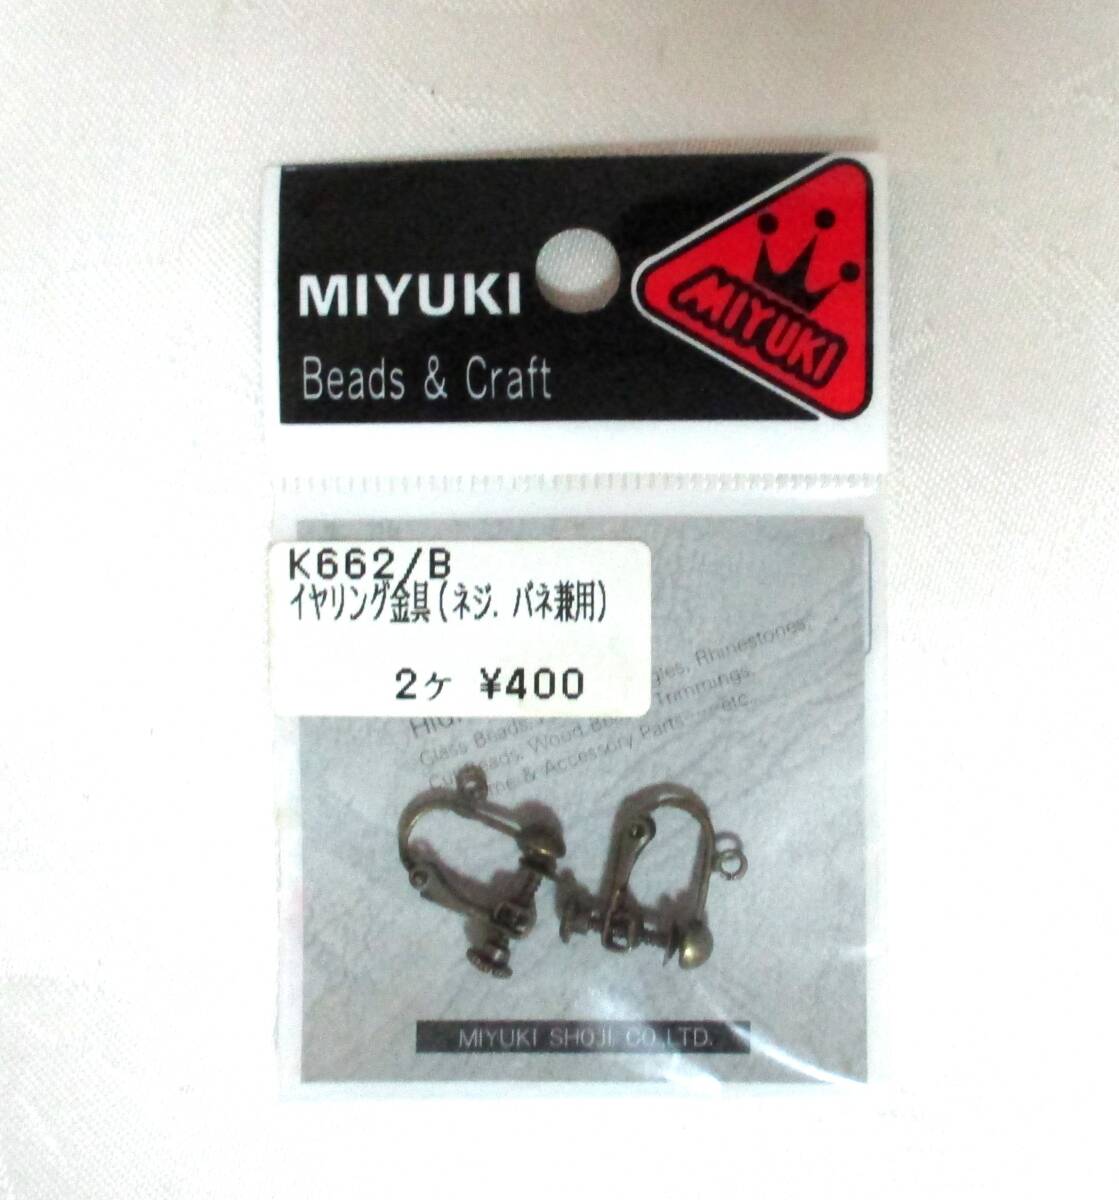 MIYUKI
Beads & Craft
MIYUKI
K662/B
イヤリング金具(ネジ.バネ兼用)
2ヶ ¥400
Rhinestones,
Trimmings,
Glass Beads, Wood etc.
& Accessory Parts
MIYUKI SHOJI CO.,LTD.